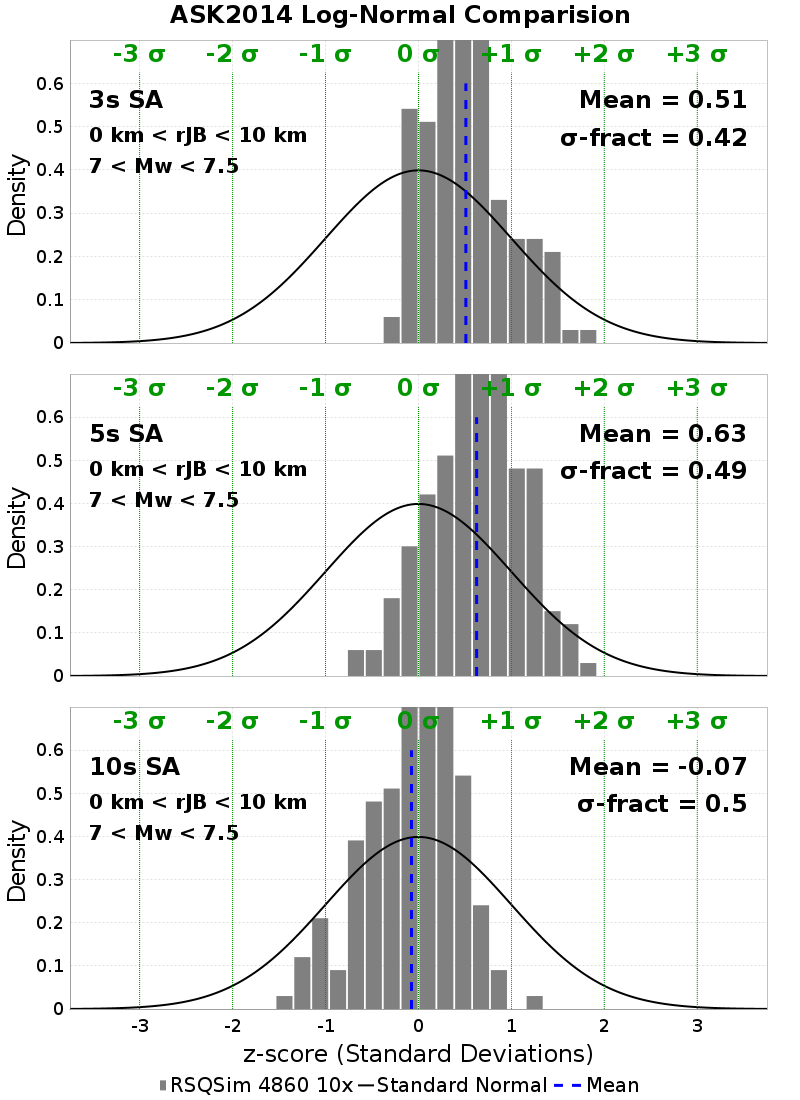 ASK2014 Log-Normal Comparision
-3 σ -2 σ -1 σ 0 σ +1 σ +2 σ +3 σ
3s SA
0 km < rJB < 10 km
7 < Mw < 7.5
Mean = 0.51
σ-fract = 0.42
Density
0.6
0.5
0.4
0.3
0.2
0.1
0
-3 σ -2 σ -1 σ 0 σ +1 σ +2 σ +3 σ
5s SA
0 km < rJB < 10 km
7 < Mw < 7.5
Mean = 0.63
σ-fract = 0.49
Density
0.6
0.5
0.4
0.3
0.2
0.1
0
-3 σ -2 σ -1 σ 0 σ +1 σ +2 σ +3 σ
10s SA
0 km < rJB < 10 km
7 < Mw < 7.5
Mean = -0.07
σ-fract = 0.5
Density
0.6
0.5
0.4
0.3
0.2
0.1
0
-3 -2 -1 0 1 2 3
z-score (Standard Deviations)
RSQSim 4860 10x Standard Normal Mean